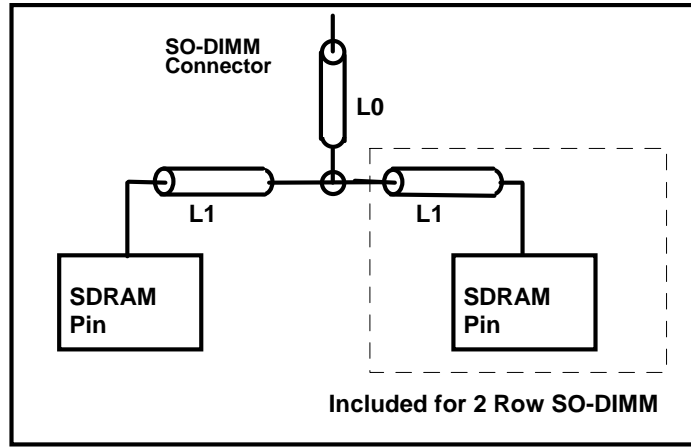 SO-DIMM
Connector
L0
L1
L1
SDRAM
Pin
SDRAM
Pin
Included for 2 Row SO-DIMM